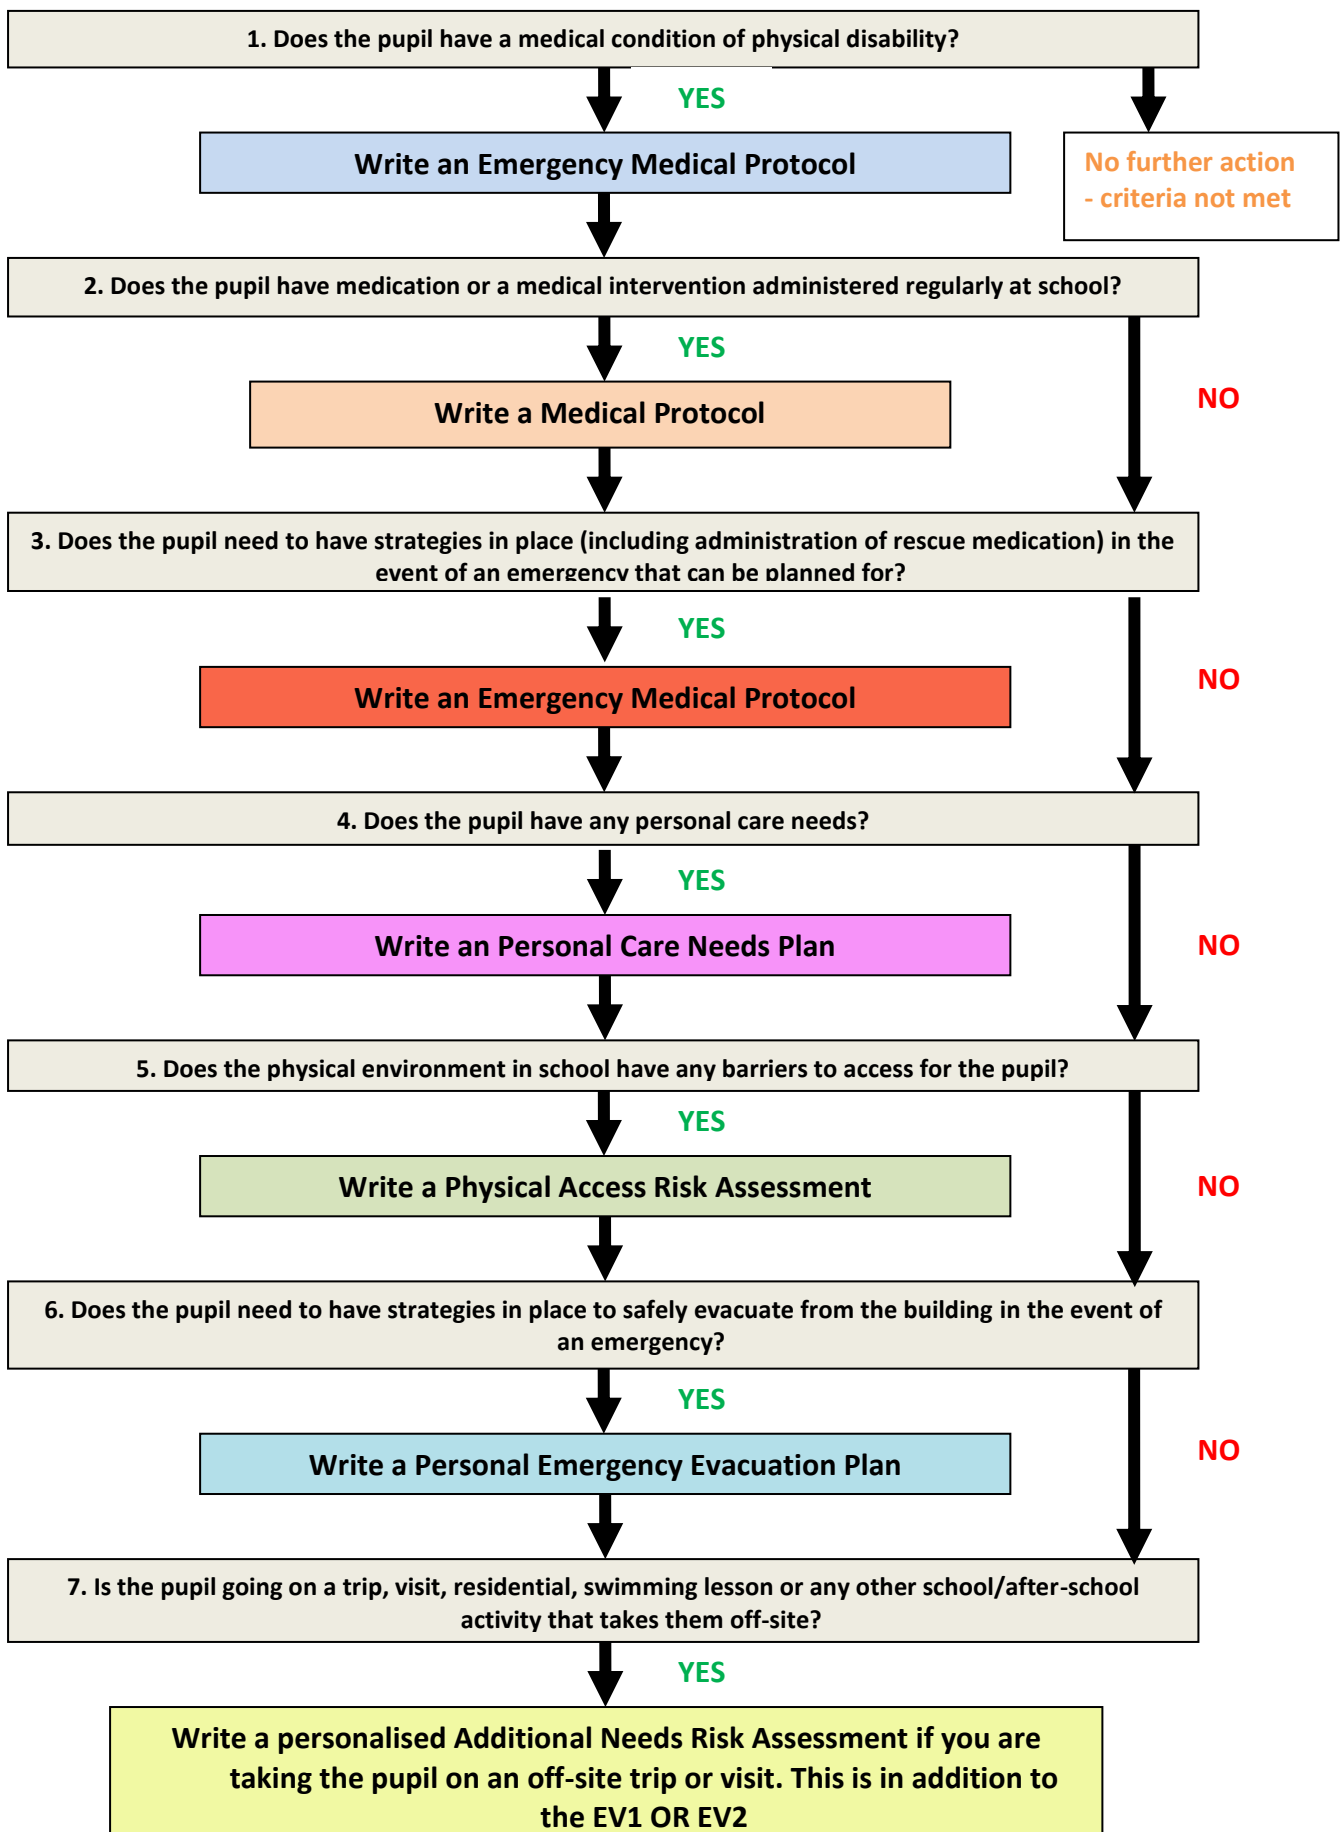 1. Does the pupil have a medical condition of physical disability?
YES
Write an Emergency Medical Protocol
No further action
- criteria not met
2. Does the pupil have medication or a medical intervention administered regularly at school?
YES
NO
Write a Medical Protocol
3. Does the pupil need to have strategies in place (including administration of rescue medication) in the
event of an emergency that can be planned for?
YES
NO
Write an Emergency Medical Protocol
4. Does the pupil have any personal care needs?
YES
Write an Personal Care Needs Plan
NO
5. Does the physical environment in school have any barriers to access for the pupil?
YES
Write a Physical Access Risk Assessment
NO
6. Does the pupil need to have strategies in place to safely evacuate from the building in the event of
an emergency?
YES
NO
Write a Personal Emergency Evacuation Plan
7. Is the pupil going on a trip, visit, residential, swimming lesson or any other school/after-school
activity that takes them off-site?
YES
Write a personalised Additional Needs Risk Assessment if you are
taking the pupil on an off-site trip or visit. This is in addition to
the EV1 OR EV2